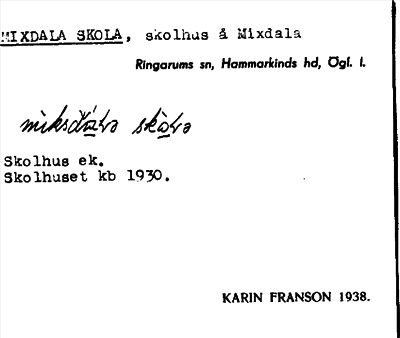 MIXDALA SKOLA, skolhus å Mixdala
Ringarums sn, Hammarkinds hd, Ögl. l.
Skolhus ek.
Skolhuset kb 1930.
KARIN FRANSON 1938.